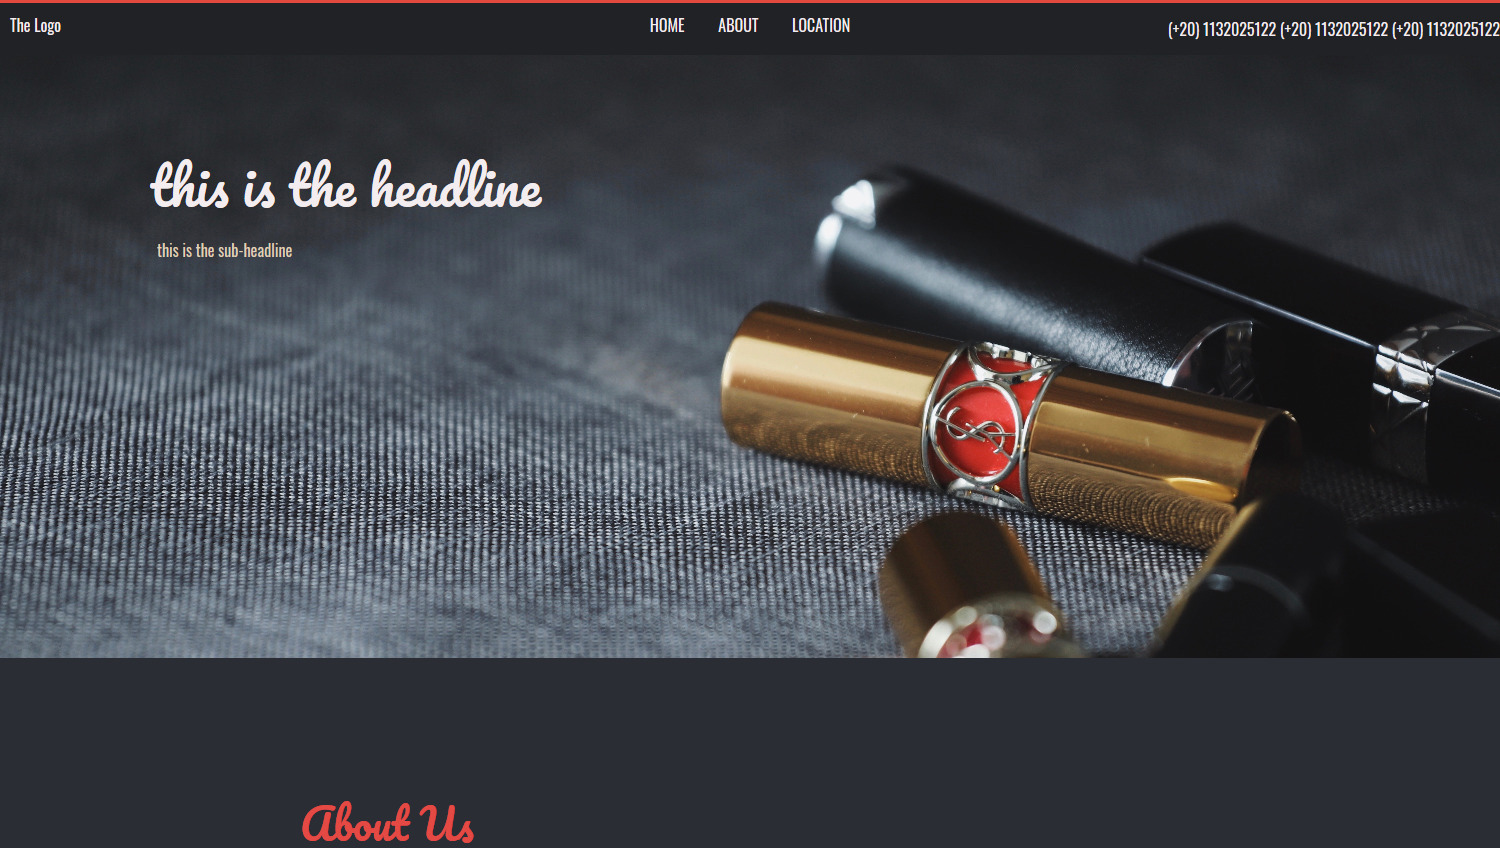 The Logo
HOME ABOUT LOCATION
(+20) 1132025122 (+20) 1132025122 (+20) 1132025122
this is the headline
this is the sub-headline
About Us